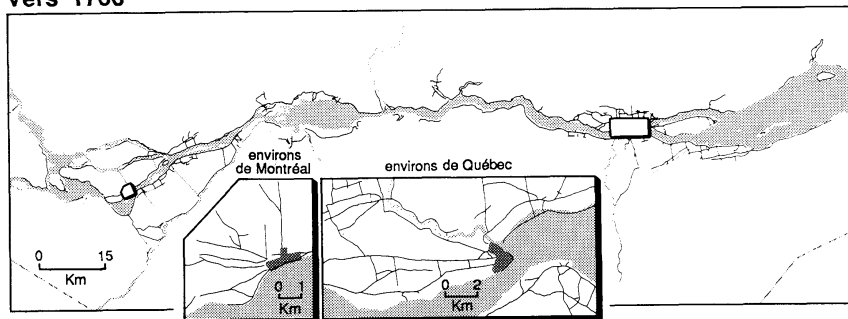 Vers 1760
environs
de Montréal
environs de Québec
0 15
Km
0 1
Km
0 2
Km